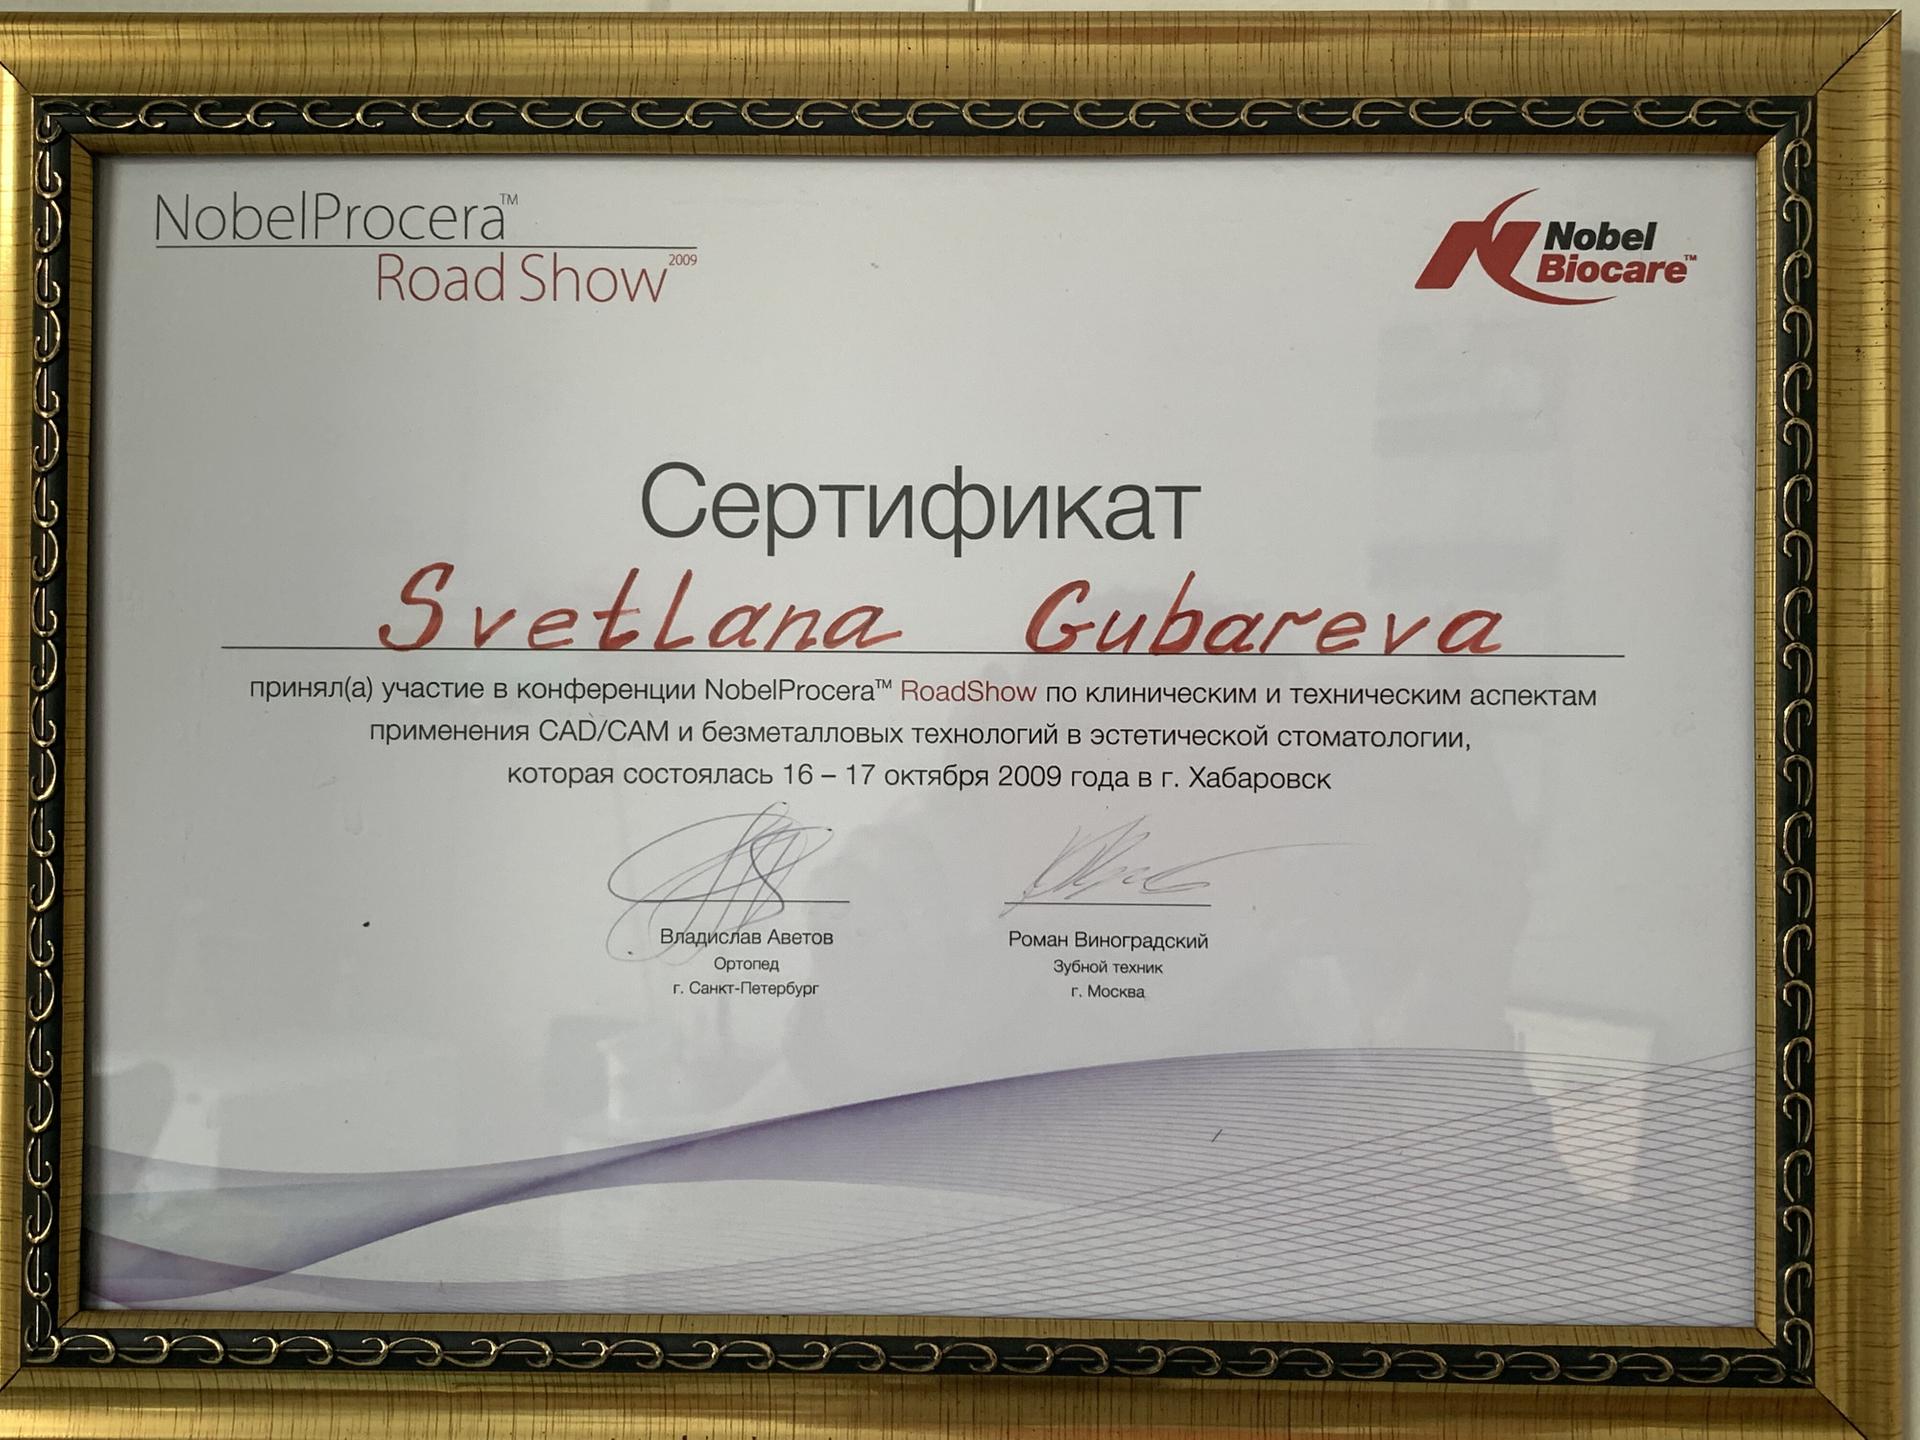 NobelProcera™
Road Show 2009
Nobel
Biocare™
Сертификат
Svetlana Gubareva
принял(а) участие в конференции NobelProcera™ RoadShow по клиническим и техническим аспектам
применения CAD/CAM и безметалловых технологий в эстетической стоматологии,
которая состоялась 16 – 17 октября 2009 года в г. Хабаровск
Владислав Аветов
Ортопед
г. Санкт-Петербург
Роман Виноградский
Зубной техник
г. Москва